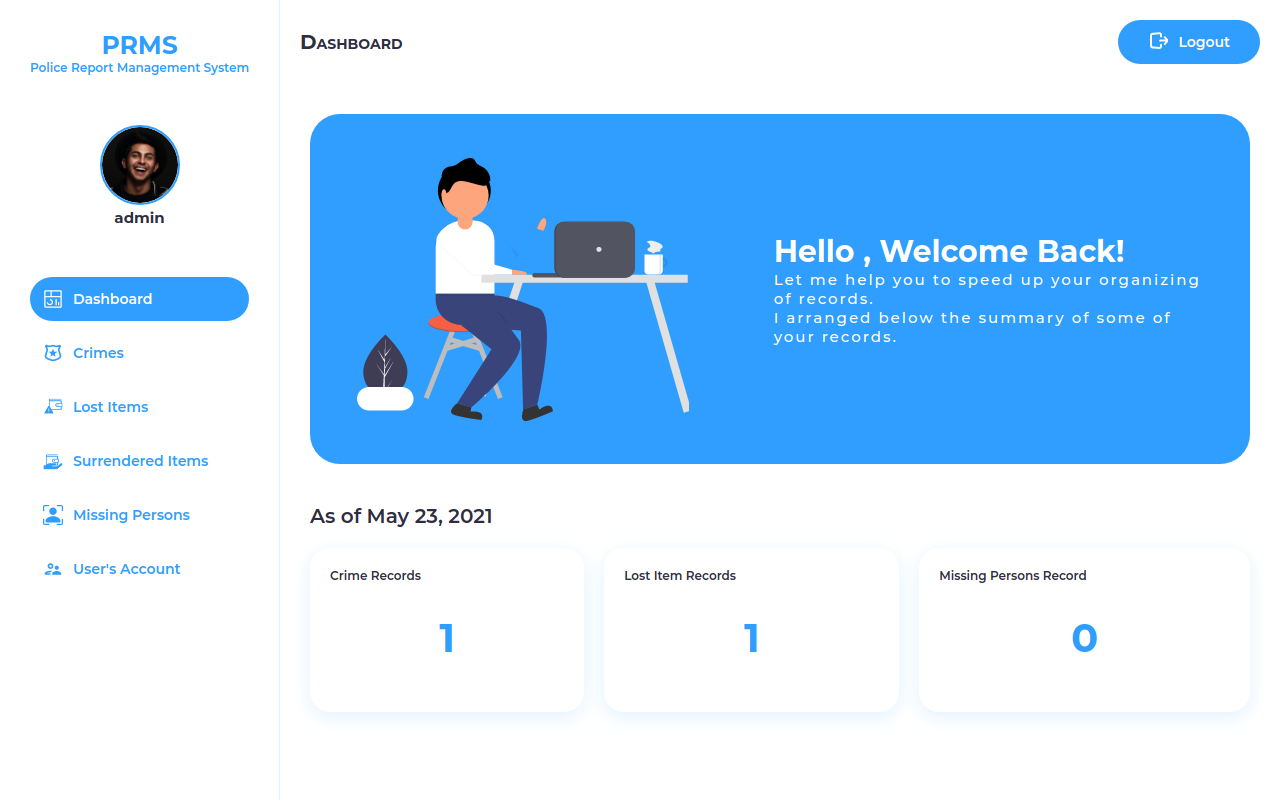 PRMS
Police Report Management System
admin
Dashboard
Crimes
Lost Items
Surrendered Items
Missing Persons
User's Account
Dashboard
Logout
Hello , Welcome Back!
Let me help you to speed up your organizing
of records.
I arranged below the summary of some of
your records.
As of May 23, 2021
Crime Records
1
Lost Item Records
1
Missing Persons Record
0